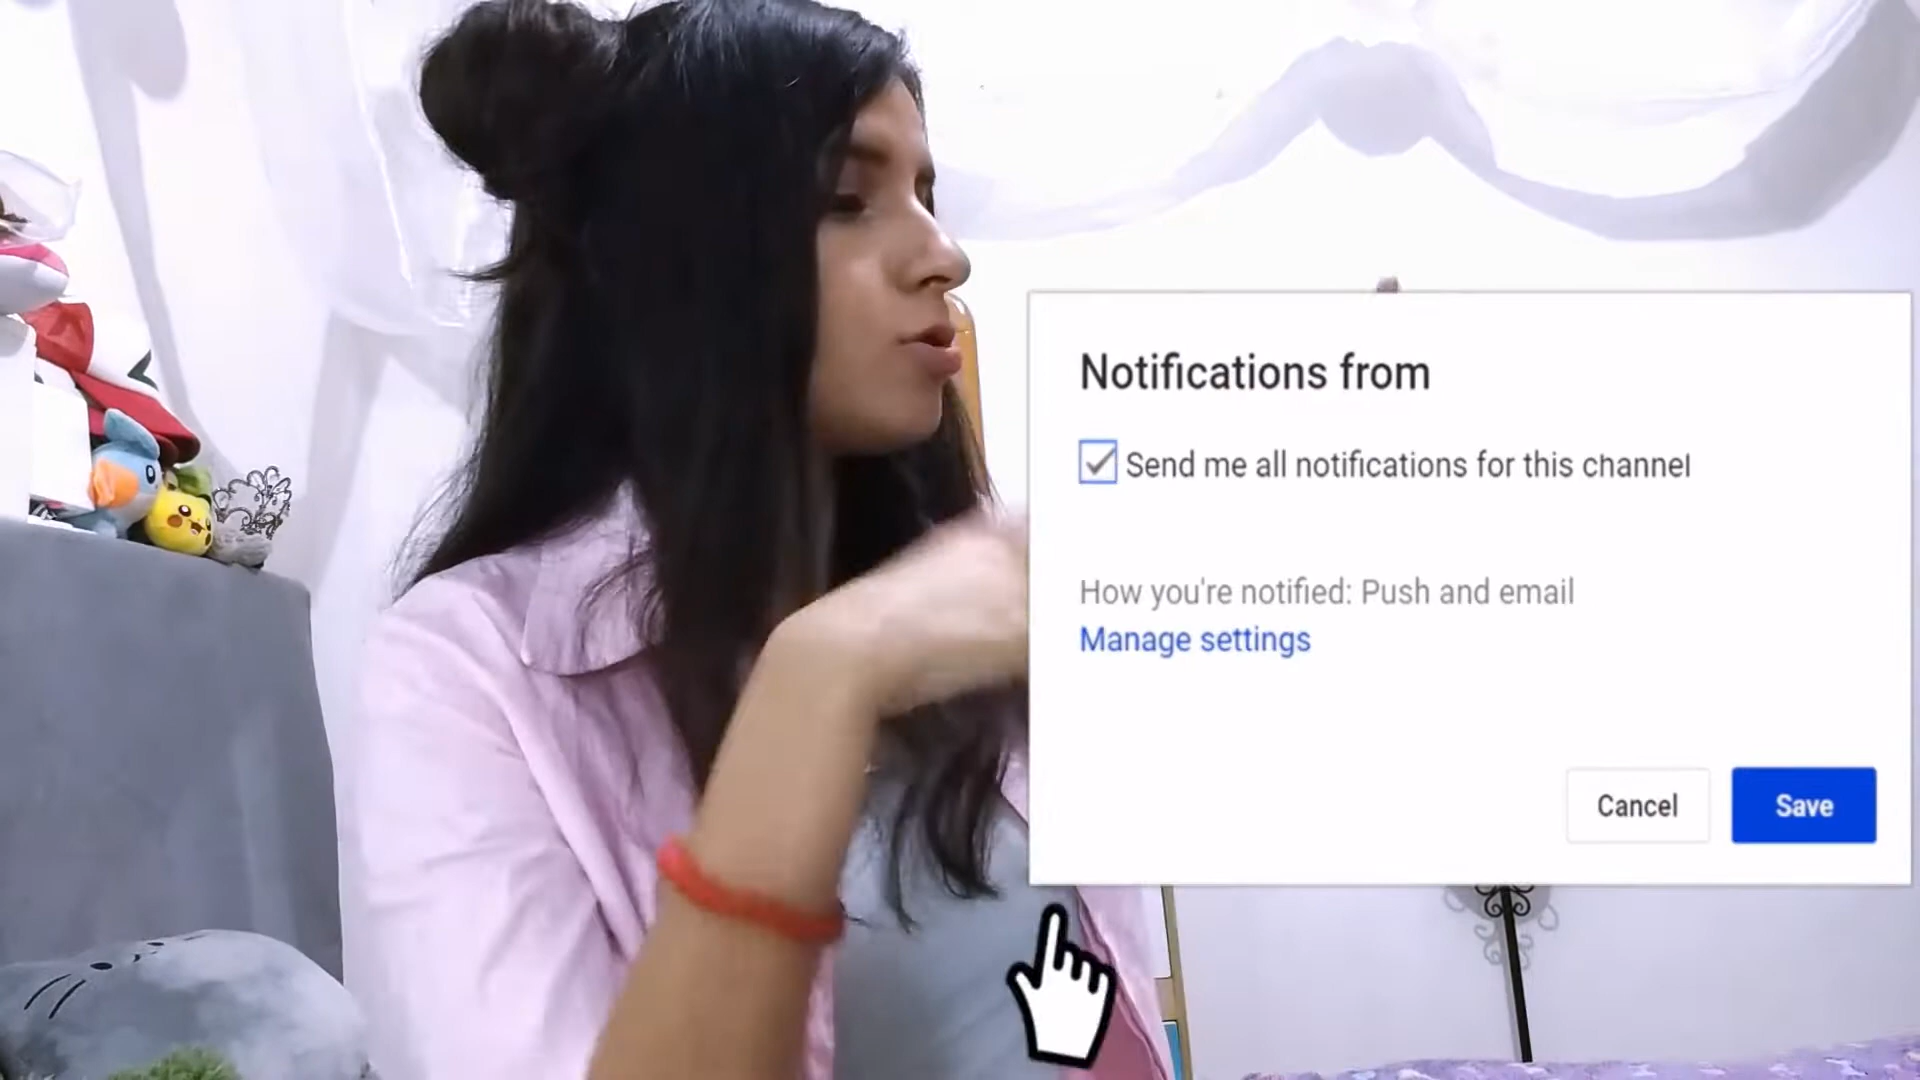 Notifications from
Send me all notifications for this channel
How you're notified: Push and email
Manage settings
Cancel
Save